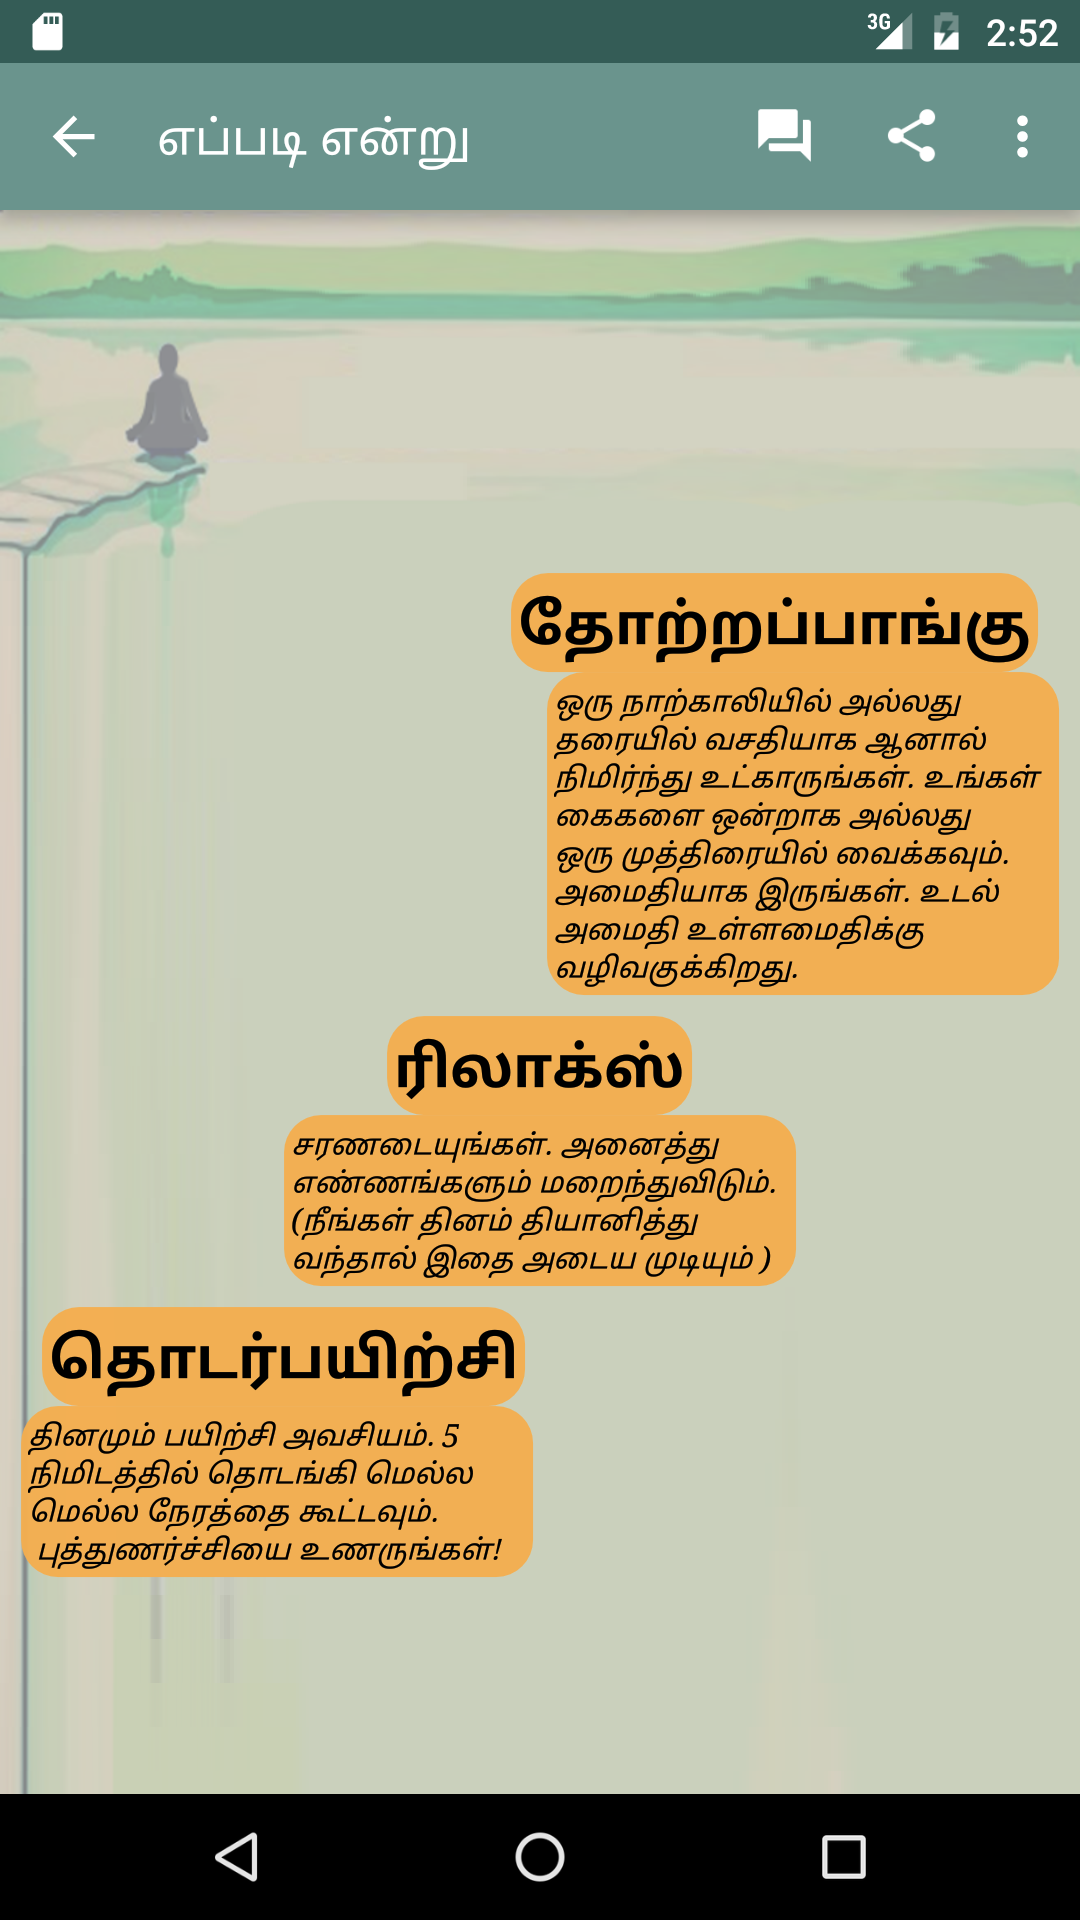 3G 2:52
எப்படி என்று
தோற்றப்பாங்கு
ஒரு நாற்காலியில் அல்லது
தரையில் வசதியாக ஆனால்
நிமிர்ந்து உட்காருங்கள். உங்கள்
கைகளை ஒன்றாக அல்லது
ஒரு முத்திரையில் வைக்கவும்.
அமைதியாக இருங்கள். உடல்
அமைதி உள்ளமைதிக்கு
வழிவகுக்கிறது.
ரிலாக்ஸ்
சரணடையுங்கள். அனைத்து
எண்ணங்களும் மறைந்துவிடும்.
(நீங்கள் தினம் தியானித்து
வந்தால் இதை அடைய முடியும் )
தொடர்பயிற்சி
தினமும் பயிற்சி அவசியம். 5
நிமிடத்தில் தொடங்கி மெல்ல
மெல்ல நேரத்தை கூட்டவும்.
புத்துணர்ச்சியை உணருங்கள்!